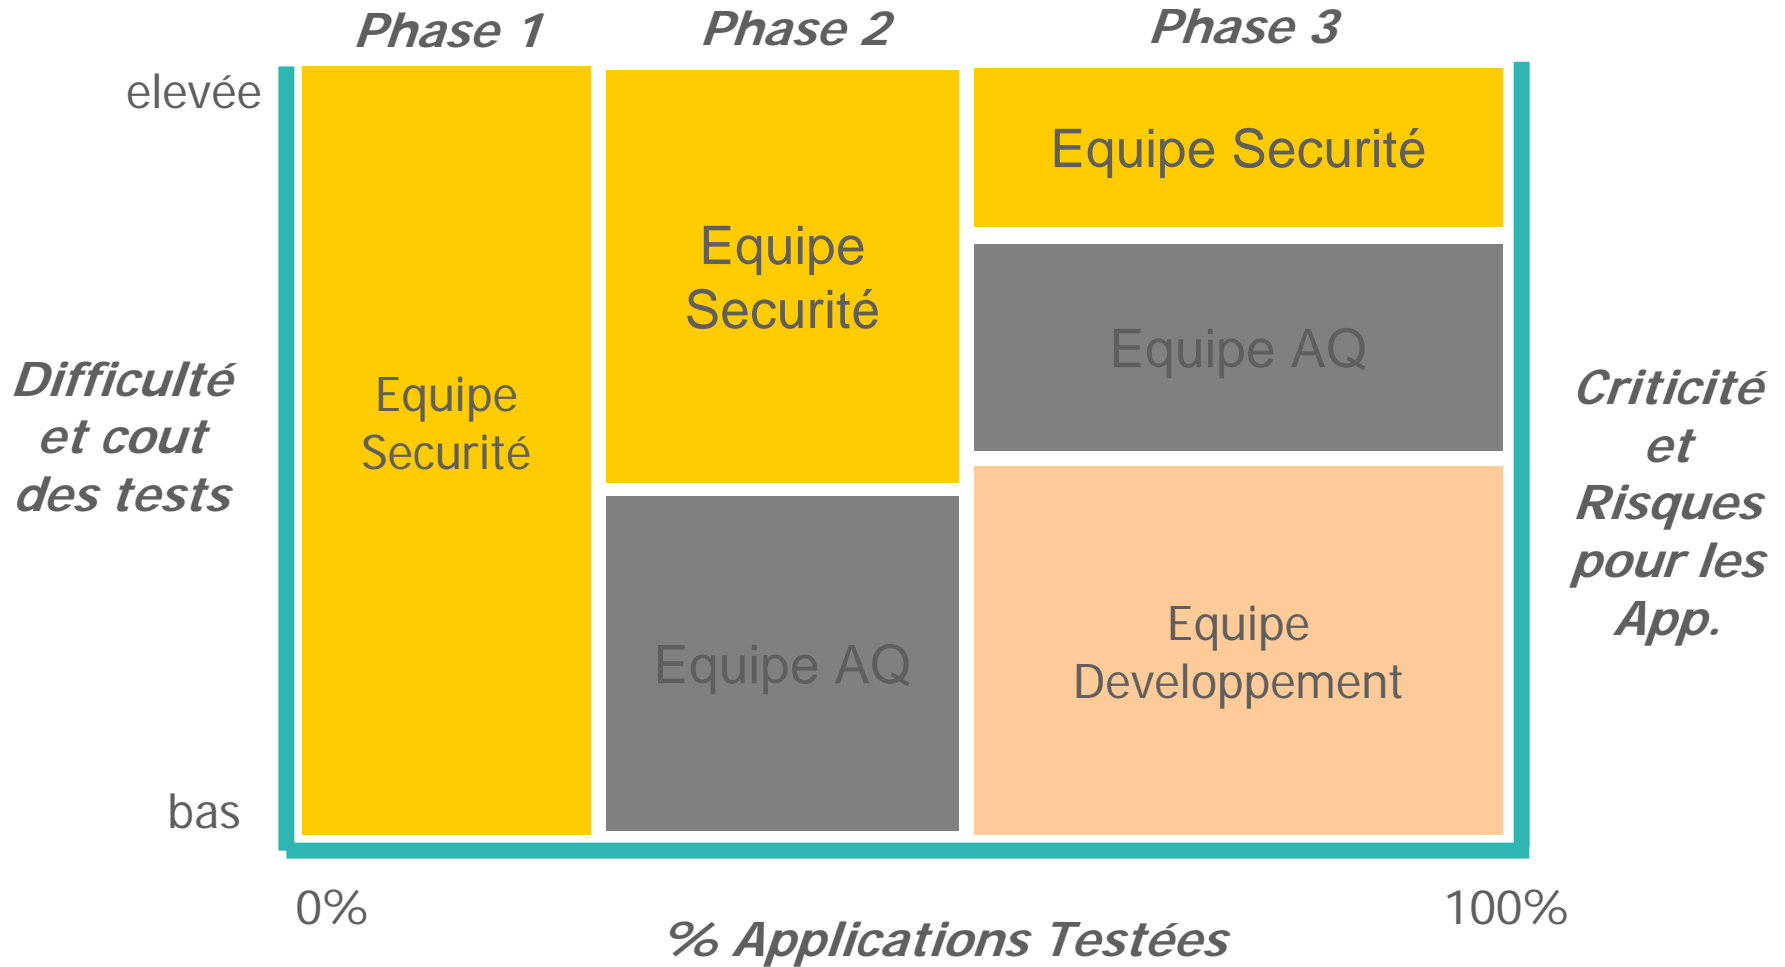 Phase 1
Phase 2
Phase 3
elevée
Equipe Securité
Equipe
Securité
Equipe AQ
Difficulté
et cout
des tests
Equipe
Securité
Criticité
et
Risques
pour les
App.
Equipe AQ
Equipe
Developpement
bas
0%
100%
% Applications Testées